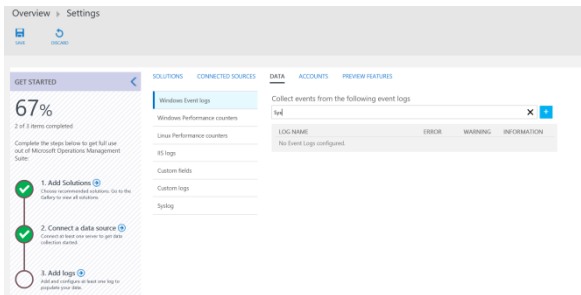 Overview ▸ Settings
SAVE
DISCARD
GET STARTED
67%
2 of 3 items completed
Complete the steps below to get full use
out of Microsoft Operations Management
Suite:
1. Add Solutions
Choose recommended solutions. Go to the
Gallery to view all solutions.
2. Connect a data source
Connect at least one server to get data
collection started.
3. Add logs
Add and configure at least one log to
populate your data.
SOLUTIONS CONNECTED SOURCES DATA ACCOUNTS PREVIEW FEATURES
Windows Event logs
Windows Performance counters
Linux Performance counters
IIS logs
Custom fields
Custom logs
Syslog
Collect events from the following event logs
LOG NAME ERROR WARNING INFORMATION
No Event Logs configured.